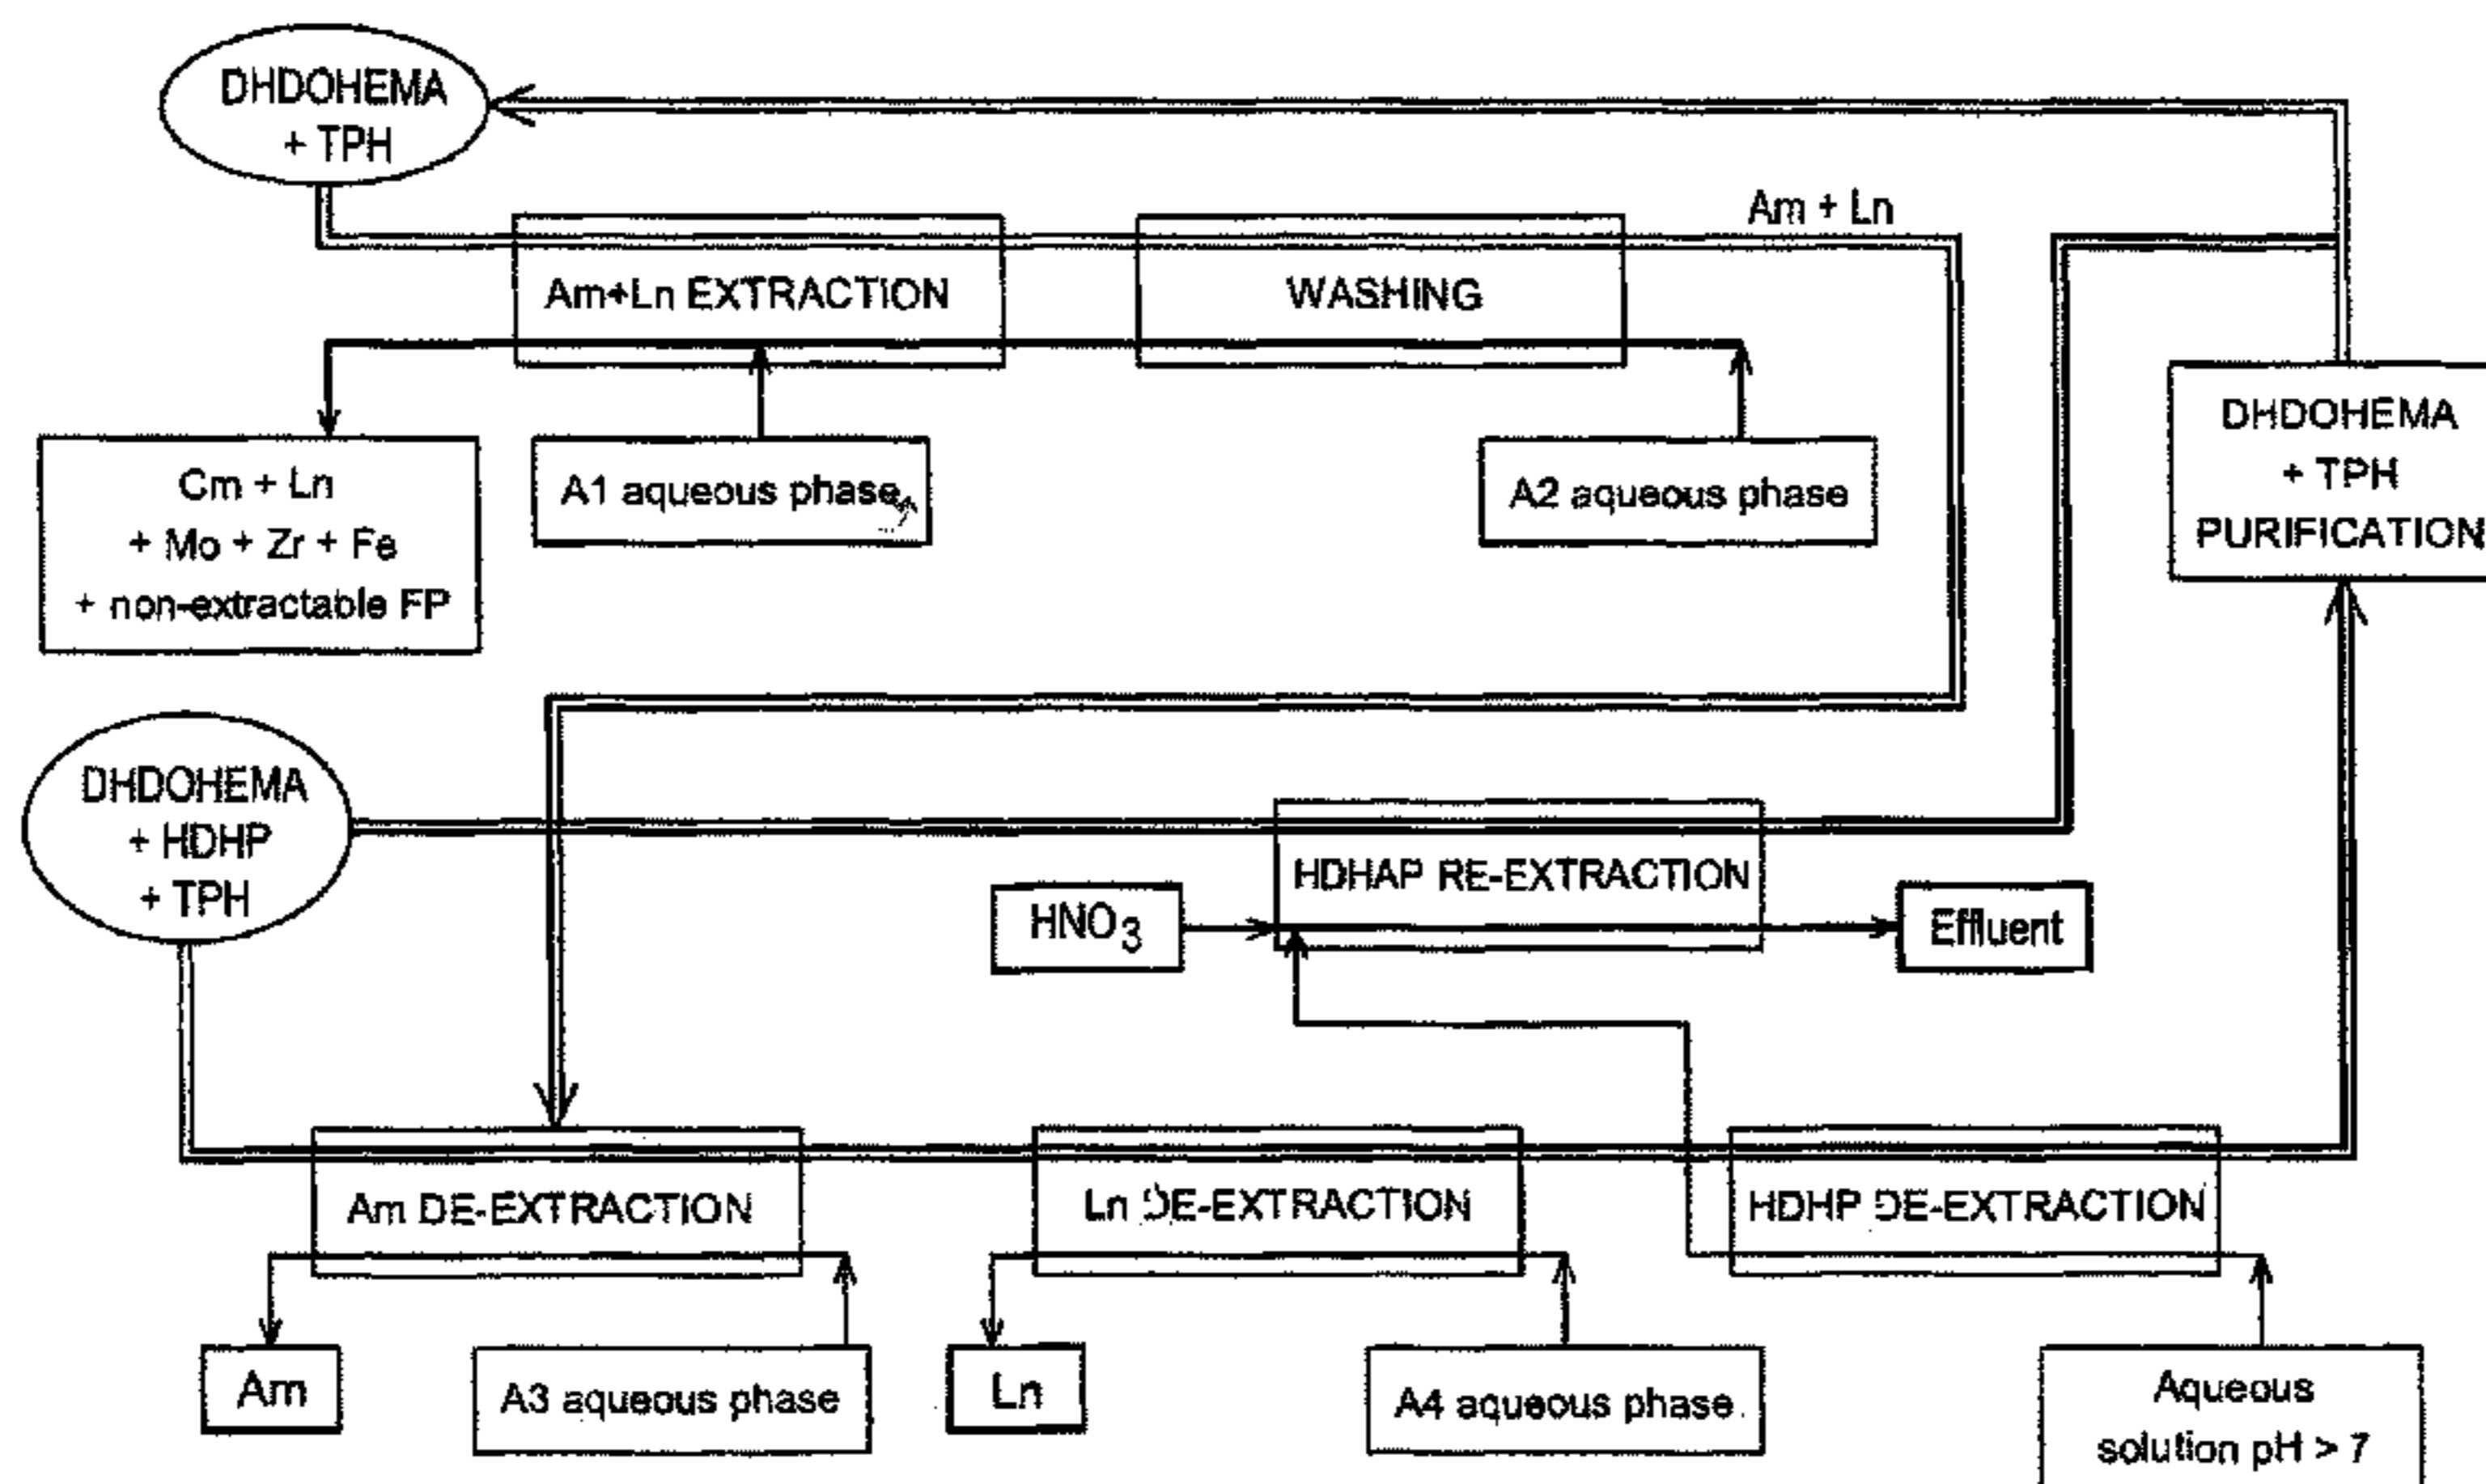 DHDOHEMA
+ TPH
Am + Ln
Am+Ln EXTRACTION
WASHING
DHDOHEMA
+ TPH
PURIFICATION
Cm + Ln
+ Mo + Zr + Fe
+ non-extractable FP
A1 aqueous phase
A2 aqueous phase
DHDOHEMA
+ HDHP
+ TPH
HDHAP RE-EXTRACTION
HNO3
Effluent
Am DE-EXTRACTION
Ln DE-EXTRACTION
HDHP DE-EXTRACTION
Am
A3 aqueous phase
Ln
A4 aqueous phase
Aqueous
solution pH > 7